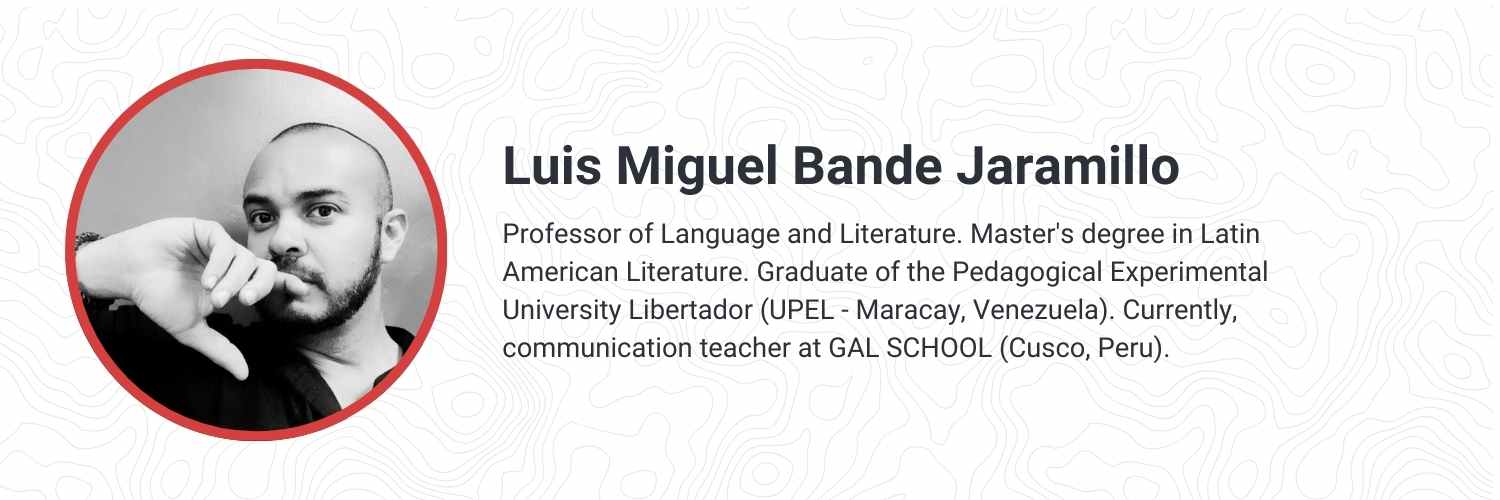 Luis Miguel Bande Jaramillo
Professor of Language and Literature. Master's degree in Latin
American Literature. Graduate of the Pedagogical Experimental
University Libertador (UPEL - Maracay, Venezuela). Currently,
communication teacher at GAL SCHOOL (Cusco, Peru).